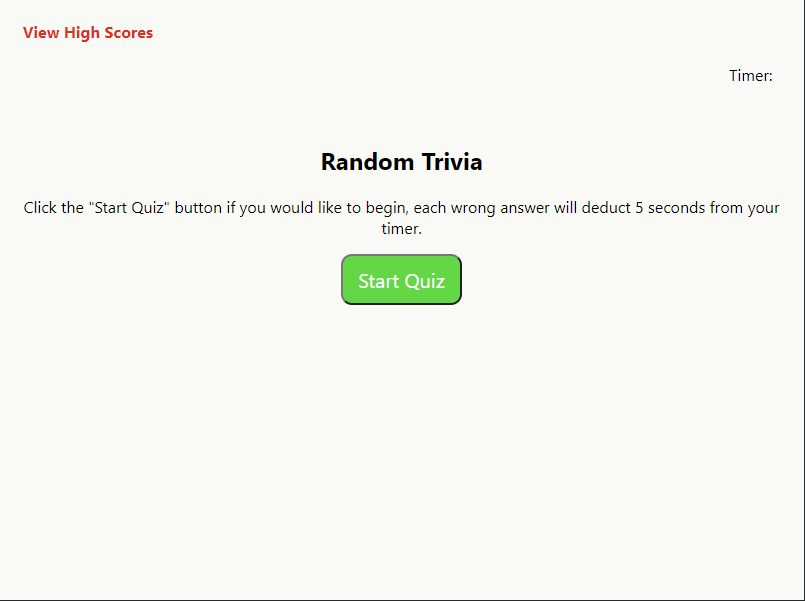 View High Scores
Timer:
Random Trivia
Click the "Start Quiz" button if you would like to begin, each wrong answer will deduct 5 seconds from your
timer.
Start Quiz